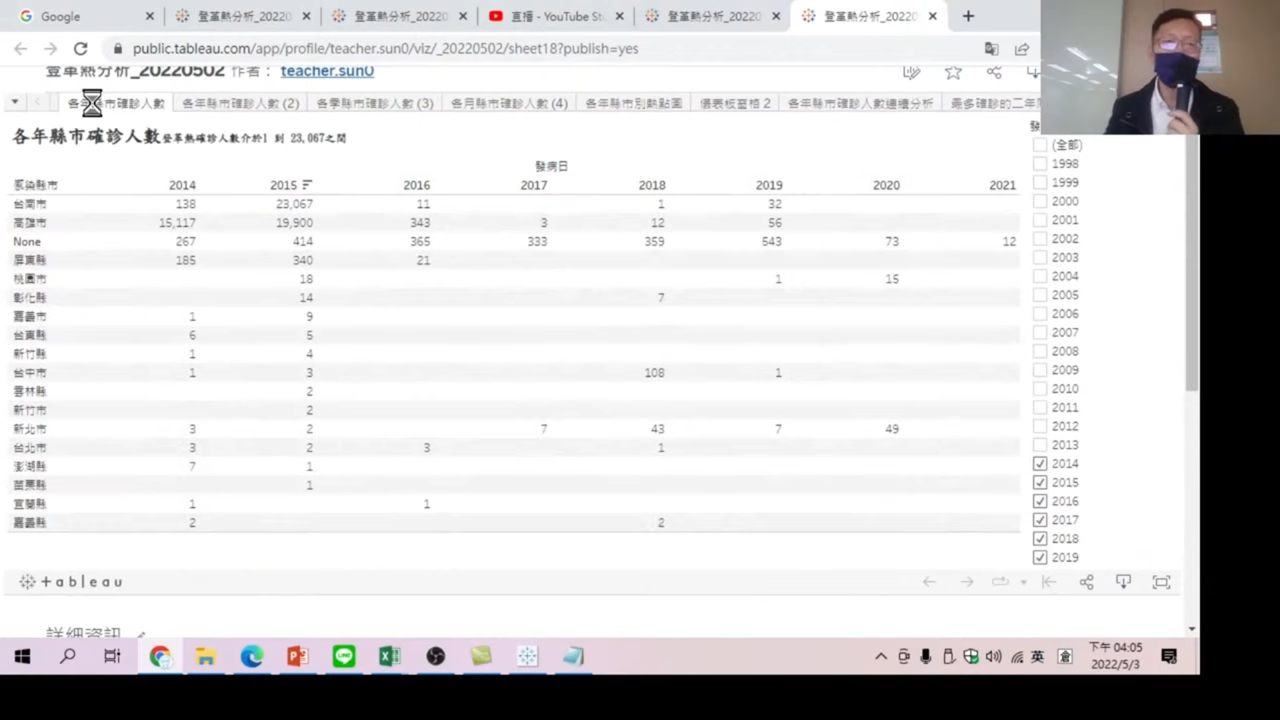 Google
登革熱分析_20220
登革熱分析_20220
直播 - YouTube St
登革熱分析_20220
登革熱分析_20220
public.tableau.com/app/profile/teacher.sun0/viz/_20220502/sheet18?publish=yes
登革熱分析_20220502 作者： teacher.sun0
各年縣市確診人數
各年縣市確診人數 (2)
各季縣市確診人數 (3)
各月縣市確診人數 (4)
各年縣市別熱點圖
儀表板宣格 2
各年縣市確診人數連續分析
最多確診的二年
各年縣市確診人數登革熱確診人數介於1 到 23,067之間
發病日
感染縣市 2014 2015 2016 2017 2018 2019 2020 2021
台南市 138 23,067 11 1 32
高雄市 15,117 19,900 343 3 12 56
None 267 414 365 333 359 543 73 12
屏東縣 185 340 21
桃園市 18 1 15
彰化縣 14 7
嘉義市 1 9
台東縣 6 5
新竹縣 1 4
台中市 1 3 108 1
雲林縣 2
新竹市 2
新北市 3 2 7 43 7 49
台北市 3 2 3 1
澎湖縣 7 1
苗栗縣 1
宜蘭縣 1 1
嘉義縣 2 2
(全部)
1998
1999
2000
2001
2002
2003
2004
2005
2006
2007
2008
2009
2010
2011
2012
2013
2014
2015
2016
2017
2018
2019
+ableau
詳細資訊
英
下午 04:05
2022/5/3